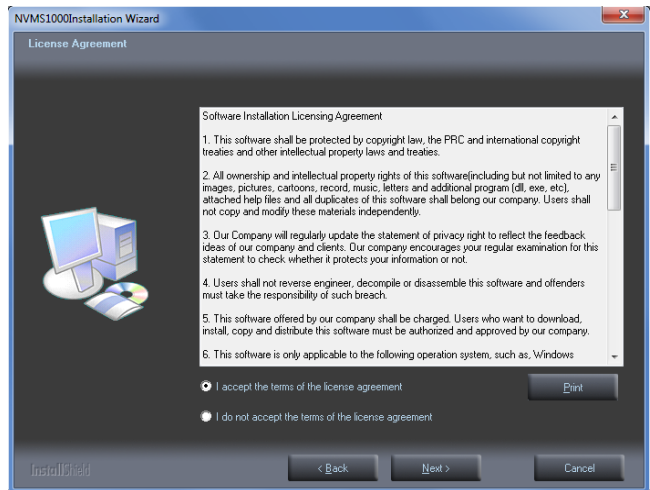 NVMS1000Installation Wizard
License Agreement
Software Installation Licensing Agreement
1. This software shall be protected by copyright law, the PRC and international copyright
treaties and other intellectual property laws and treaties.
2. All ownership and intellectual property rights of this software(including but not limited to any
images, pictures, cartoons, record, music, letters and additional program (dll, exe, etc),
attached help files and all duplicates of this software shall belong our company. Users shall
not copy and modify these materials independently.
3. Our Company will regularly update the statement of privacy right to reflect the feedback
ideas of our company and clients. Our company encourages your regular examination for this
statement to check whether it protects your information or not.
4. Users shall not reverse engineer, decompile or disassemble this software and offenders
must take the responsibility of such breach.
5. This software offered by our company shall be charged. Users who want to download,
install, copy and distribute this software must be authorized and approved by our company.
6. This software is only applicable to the following operation system, such as, Windows
I accept the terms of the license agreement
Print
I do not accept the terms of the license agreement
InstallShield
< Back
Next >
Cancel